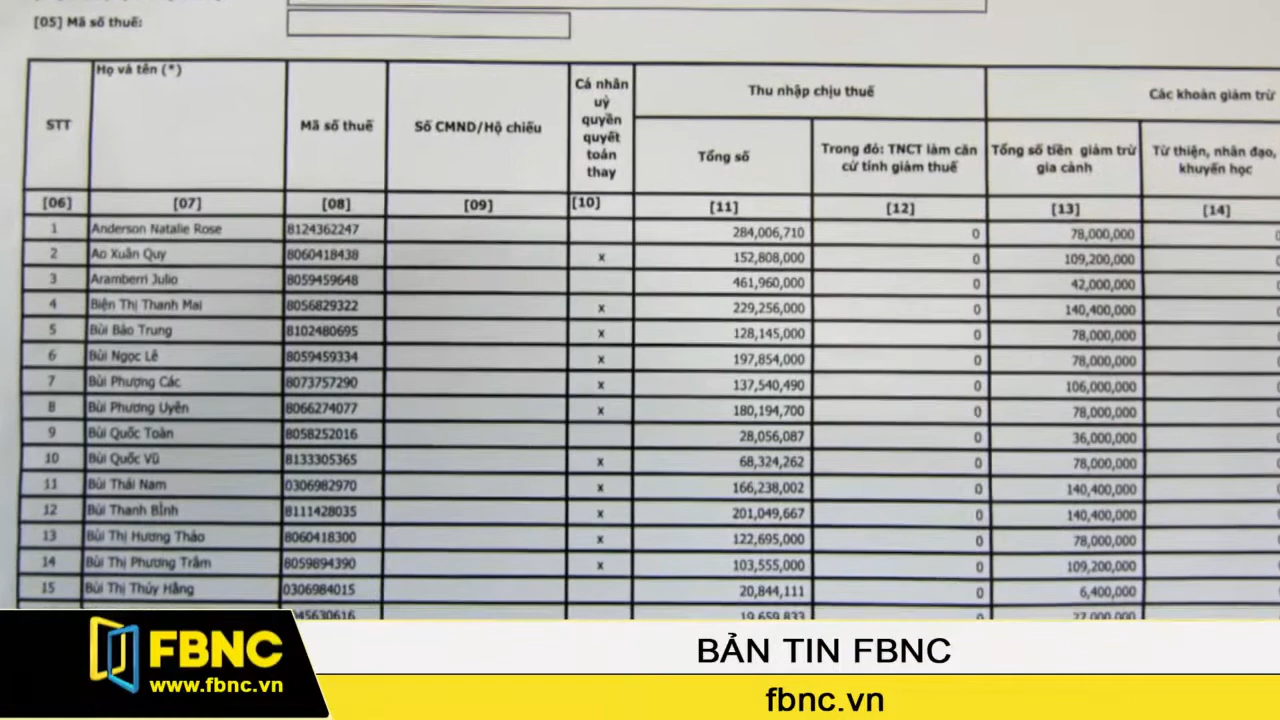 [05] Mã số thuế:
STT
Họ và tên (*)
Mã số thuế
Số CMND/Hộ chiếu
Cá nhân uỷ quyền quyết toán thay
Thu nhập chịu thuế
Các khoản giảm trừ
Tổng số
Trong đó: TNCT làm căn cứ tính giảm thuế
Tổng số tiền giảm trừ gia cảnh
Từ thiện, nhân đạo, khuyến học
[06] [07] [08] [09] [10] [11] [12] [13] [14]
1 Anderson Natalie Rose 8124362247 284,006,710 0 78,000,000
2 Ao Xuân Quy 8060418438 x 152,808,000 0 109,200,000
3 Aramberri Julio 8059459648 461,960,000 0 42,000,000
4 Biện Thị Thanh Mai 8056829322 x 229,256,000 0 140,400,000
5 Bùi Bảo Trung 8102480695 x 128,145,000 0 78,000,000
6 Bùi Ngọc Lê 8059459334 x 197,854,000 0 78,000,000
7 Bùi Phượng Các 8073757290 x 137,540,490 0 106,000,000
8 Bùi Phương Uyên 8066274077 x 180,194,700 0 78,000,000
9 Bùi Quốc Toàn 8058252016 28,056,087 0 36,000,000
10 Bùi Quốc Vũ 8133305365 x 68,324,262 0 78,000,000
11 Bùi Thái Nam 0306982970 x 166,238,002 0 140,400,000
12 Bùi Thanh Bình 8111428035 x 201,049,667 0 140,400,000
13 Bùi Thị Hương Thảo 8060418300 x 122,695,000 0 78,000,000
14 Bùi Thị Phương Trâm 8059894390 x 103,555,000 0 109,200,000
15 Bùi Thị Thúy Hằng 0306984015 20,844,111 0 6,400,000
FBNC
www.fbnc.vn
BẢN TIN FBNC
fbnc.vn